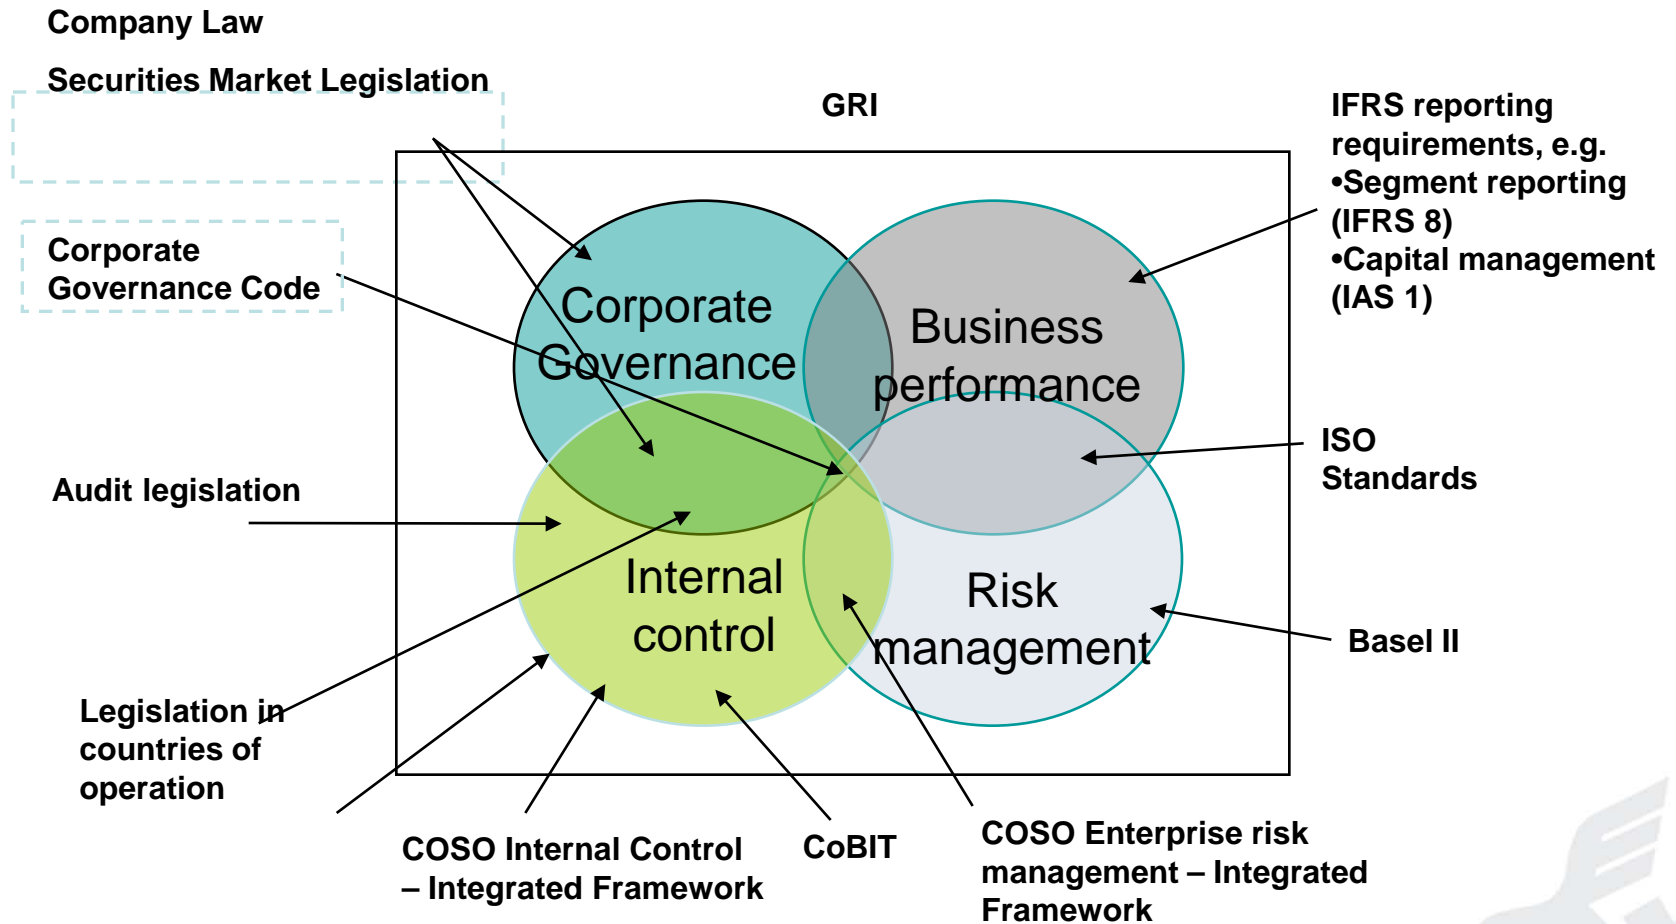 Company Law
Securities Market Legislation
GRI
IFRS reporting
requirements, e.g.
•Segment reporting
(IFRS 8)
•Capital management
(IAS 1)
Corporate
Governance Code
Corporate
Governance
Business
performance
ISO
Standards
Audit legislation
Internal
control
Risk
management
Basel II
Legislation in
countries of
operation
COSO Internal Control
– Integrated Framework
CoBIT
COSO Enterprise risk
management – Integrated
Framework